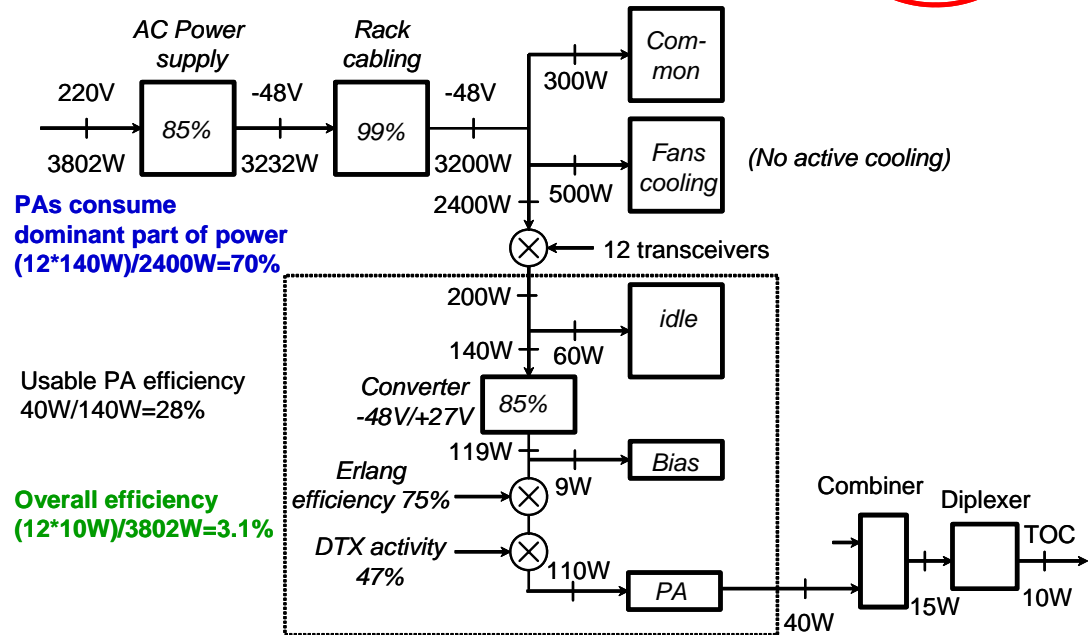 AC Power
supply
Rack
cabling
220V
-48V
-48V
85%
99%
3802W
3232W
3200W
300W
Com-
mon
500W
Fans
cooling
(No active cooling)
2400W
PAs consume
dominant part of power
(12*140W)/2400W=70%
12 transceivers
200W
idle
140W
60W
Usable PA efficiency
40W/140W=28%
Converter
-48V/+27V
85%
119W
9W
Bias
Erlang
efficiency 75%
Overall efficiency
(12*10W)/3802W=3.1%
DTX activity
47%
110W
PA
40W
Combiner
15W
Diplexer
TOC
10W